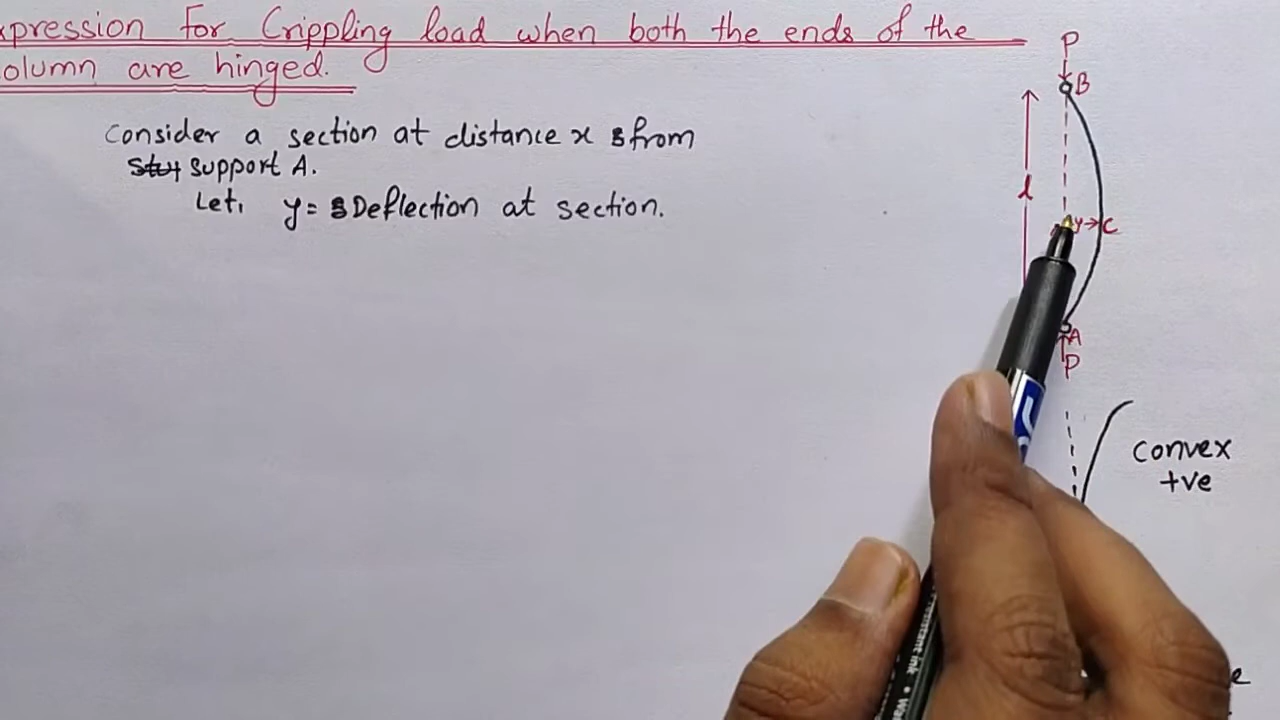 xpression for Crippling load when both the ends of the
olumn are hinged.
Consider a section at distance x from
support A.
Let, y = Deflection at section.
P
B
l
y
C
A
P
convex
+ve
e